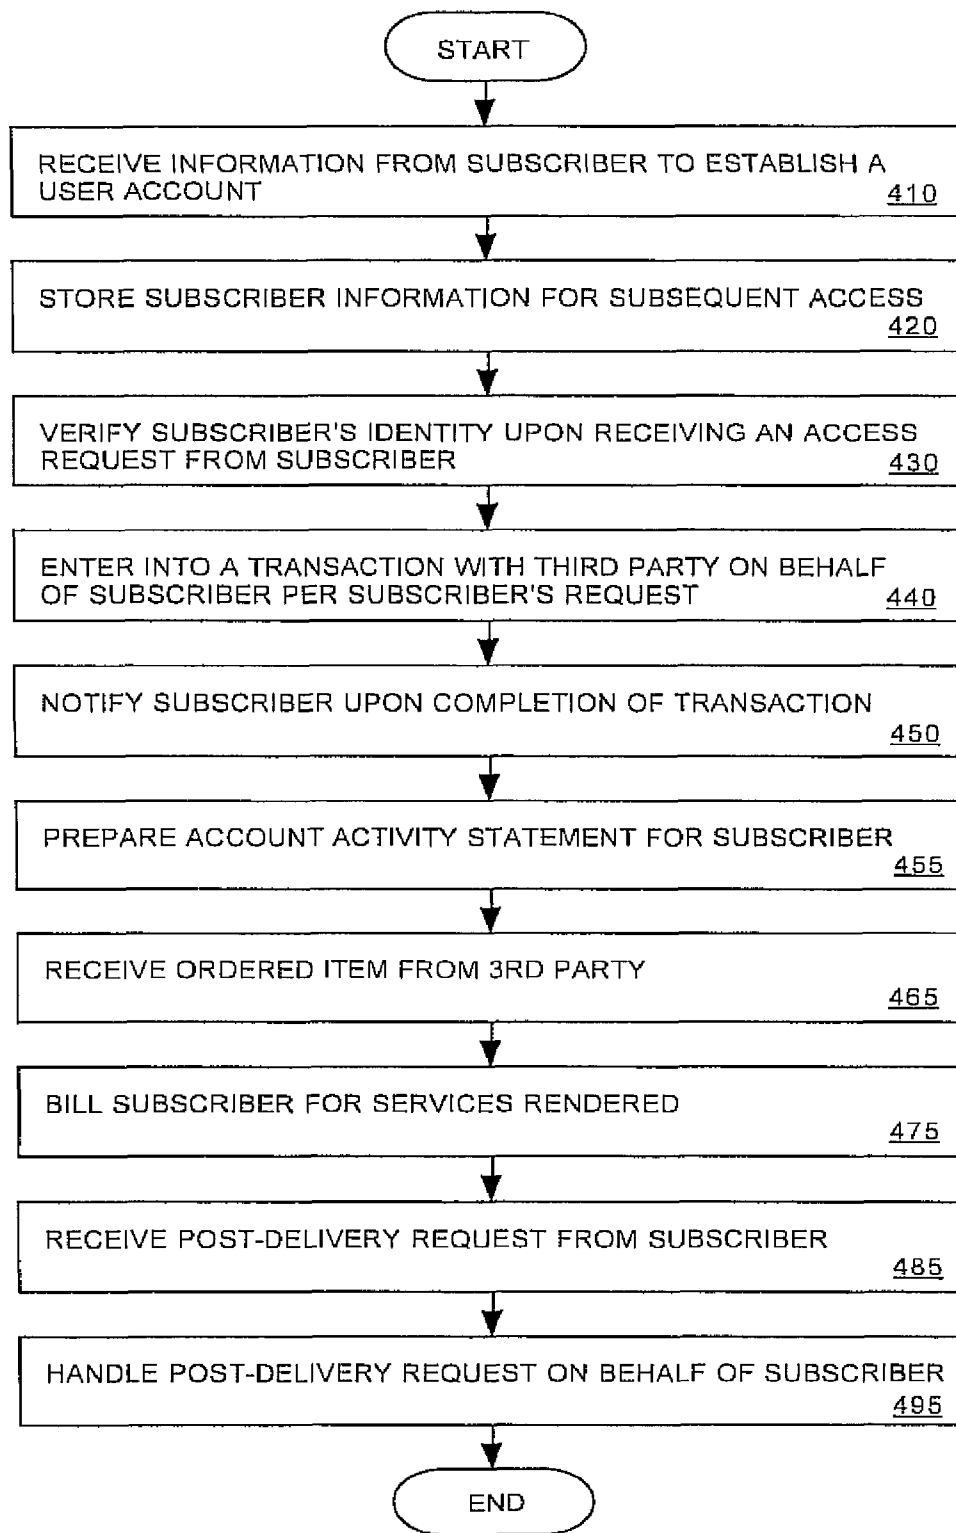 START
RECEIVE INFORMATION FROM SUBSCRIBER TO ESTABLISH A
USER ACCOUNT
410
STORE SUBSCRIBER INFORMATION FOR SUBSEQUENT ACCESS
420
VERIFY SUBSCRIBER'S IDENTITY UPON RECEIVING AN ACCESS
REQUEST FROM SUBSCRIBER
430
ENTER INTO A TRANSACTION WITH THIRD PARTY ON BEHALF
OF SUBSCRIBER PER SUBSCRIBER'S REQUEST
440
NOTIFY SUBSCRIBER UPON COMPLETION OF TRANSACTION
450
PREPARE ACCOUNT ACTIVITY STATEMENT FOR SUBSCRIBER
455
RECEIVE ORDERED ITEM FROM 3RD PARTY
465
BILL SUBSCRIBER FOR SERVICES RENDERED
475
RECEIVE POST-DELIVERY REQUEST FROM SUBSCRIBER
485
HANDLE POST-DELIVERY REQUEST ON BEHALF OF SUBSCRIBER
495
END